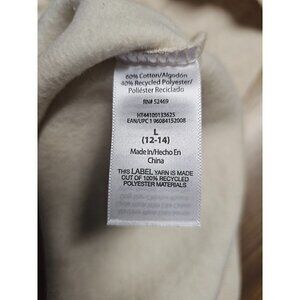 60% Cotton/Algodón
40% Recycled Polyester/
Poliéster Reciclado
RN# 52469
HT44100133625
EAN/UPC 1 96084152008
L
(12-14)
Made In/Hecho En
China
THIS LABEL YARN IS MADE
OUT OF 100% RECYCLED
POLYESTER MATERIALS